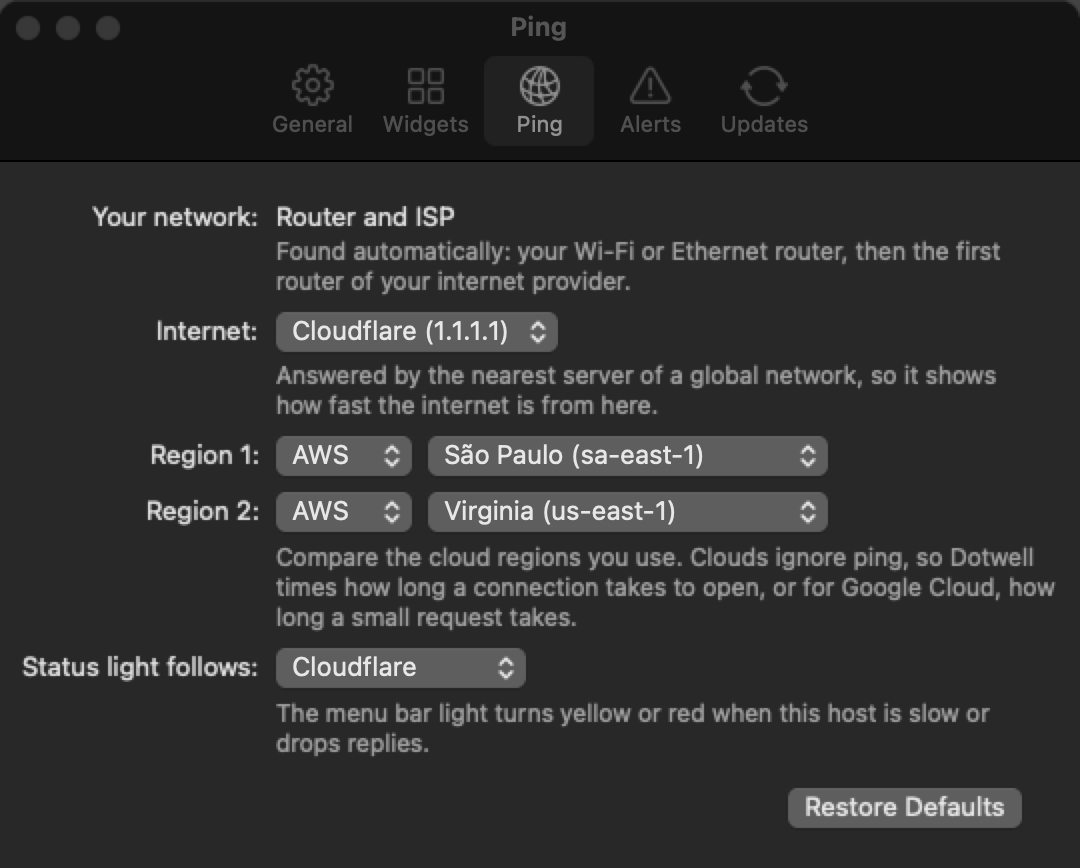 Ping
General
Widgets
Ping
Alerts
Updates
Your network: Router and ISP
Found automatically: your Wi-Fi or Ethernet router, then the first
router of your internet provider.
Internet: Cloudflare (1.1.1.1)
Answered by the nearest server of a global network, so it shows
how fast the internet is from here.
Region 1: AWS São Paulo (sa-east-1)
Region 2: AWS Virginia (us-east-1)
Compare the cloud regions you use. Clouds ignore ping, so Dotwell
times how long a connection takes to open, or for Google Cloud, how
long a small request takes.
Status light follows: Cloudflare
The menu bar light turns yellow or red when this host is slow or
drops replies.
Restore Defaults